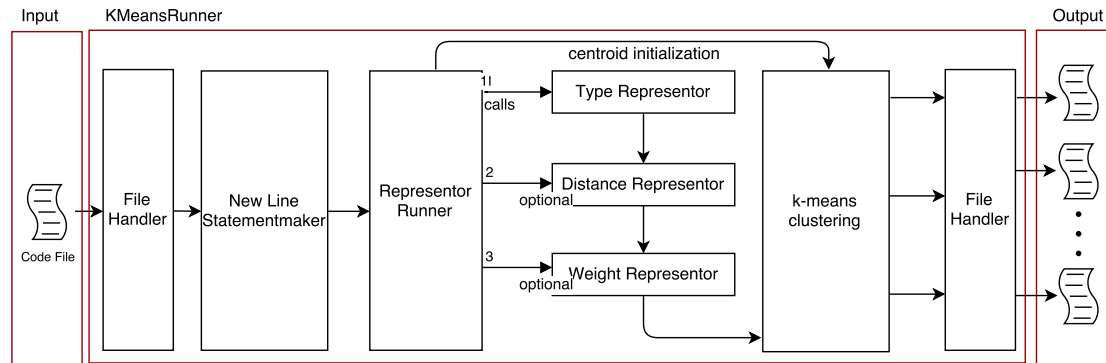 Input
KMeansRunner
Output
centroid initialization
1l
calls
Type Representor
2
optional
Distance Representor
3
optional
Weight Representor
Code File
File
Handler
New Line
Statementmaker
Representor
Runner
k-means
clustering
File
Handler